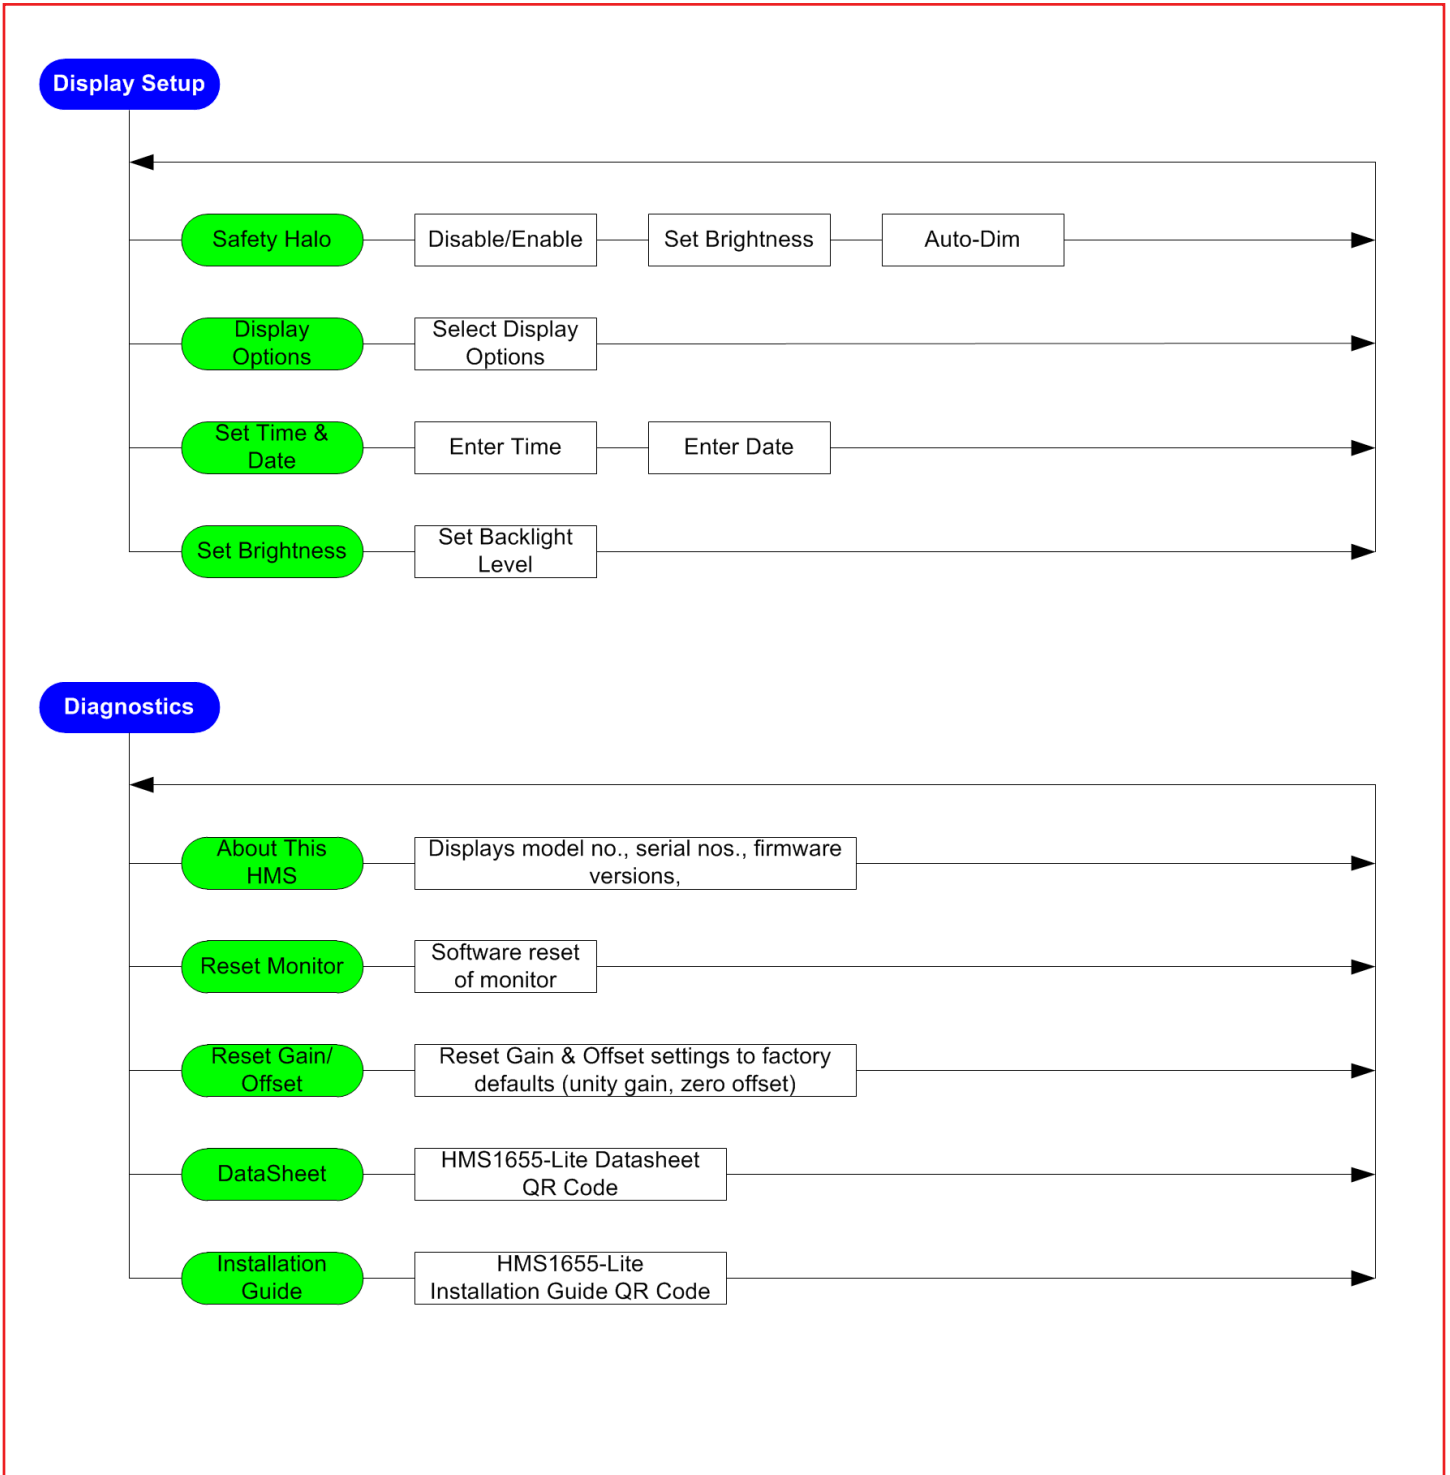 Display Setup
Safety Halo
Disable/Enable
Set Brightness
Auto-Dim
Display
Options
Select Display
Options
Set Time &
Date
Enter Time
Enter Date
Set Brightness
Set Backlight
Level
Diagnostics
About This
HMS
Displays model no., serial nos., firmware
versions,
Reset Monitor
Software reset
of monitor
Reset Gain/
Offset
Reset Gain & Offset settings to factory
defaults (unity gain, zero offset)
DataSheet
HMS1655-Lite Datasheet
QR Code
Installation
Guide
HMS1655-Lite
Installation Guide QR Code